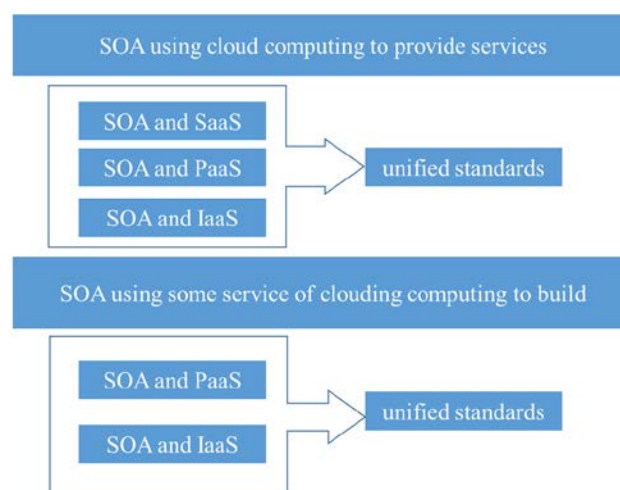 SOA using cloud computing to provide services
SOA and SaaS
SOA and PaaS
unified standards
SOA and IaaS
SOA using some service of clouding computing to build
SOA and PaaS
unified standards
SOA and IaaS